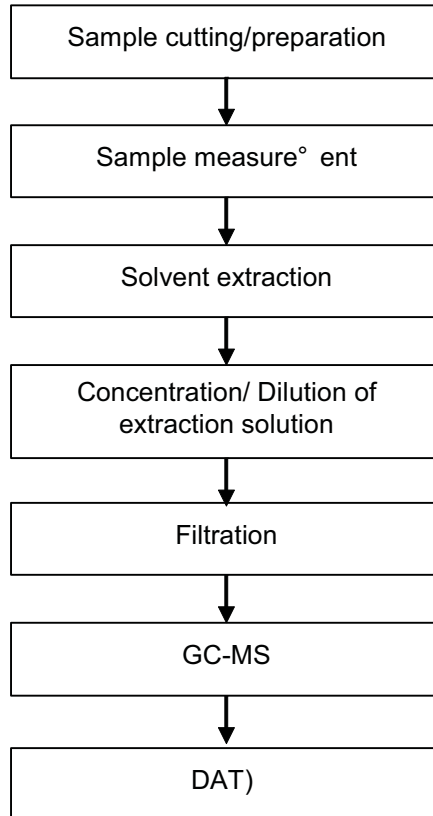 Sample cutting/preparation
Sample measure° ent
Solvent extraction
Concentration/ Dilution of
extraction solution
Filtration
GC-MS
DAT)